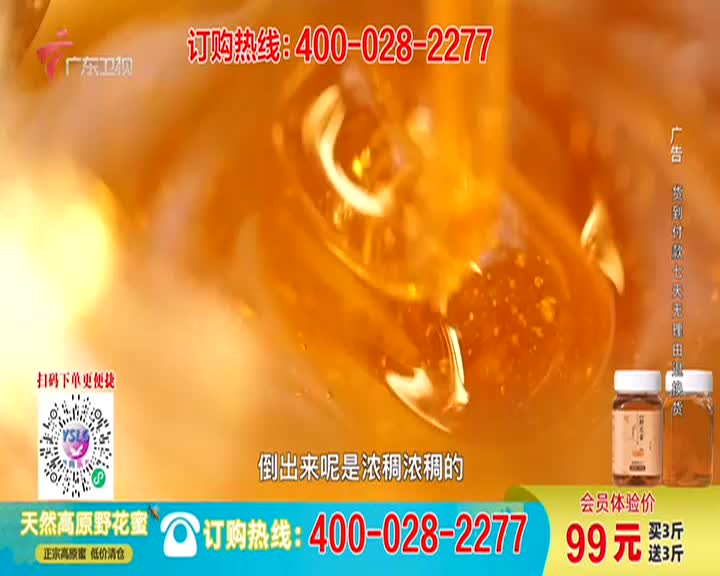 订购热线:400-028-2277
广东卫视
广告 货到付款七天无理由退换货
扫码下单更便捷
YSLC
倒出来呢是浓稠浓稠的
天然高原野花蜜
正宗高原蜜 低价清仓
订购热线:400-028-2277
会员体验价
99元
买3斤
送3斤